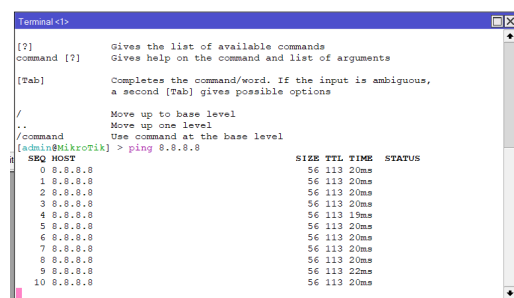 Terminal <1>
[?] Gives the list of available commands
command [?] Gives help on the command and list of arguments
[Tab] Completes the command/word. If the input is ambiguous,
a second [Tab] gives possible options
/ Move up to base level
.. Move up one level
/command Use command at the base level
[admin@MikroTik] > ping 8.8.8.8
SEQ HOST SIZE TTL TIME STATUS
0 8.8.8.8 56 113 20ms
1 8.8.8.8 56 113 20ms
2 8.8.8.8 56 113 20ms
3 8.8.8.8 56 113 20ms
4 8.8.8.8 56 113 19ms
5 8.8.8.8 56 113 20ms
6 8.8.8.8 56 113 20ms
7 8.8.8.8 56 113 20ms
8 8.8.8.8 56 113 20ms
9 8.8.8.8 56 113 22ms
10 8.8.8.8 56 113 20ms